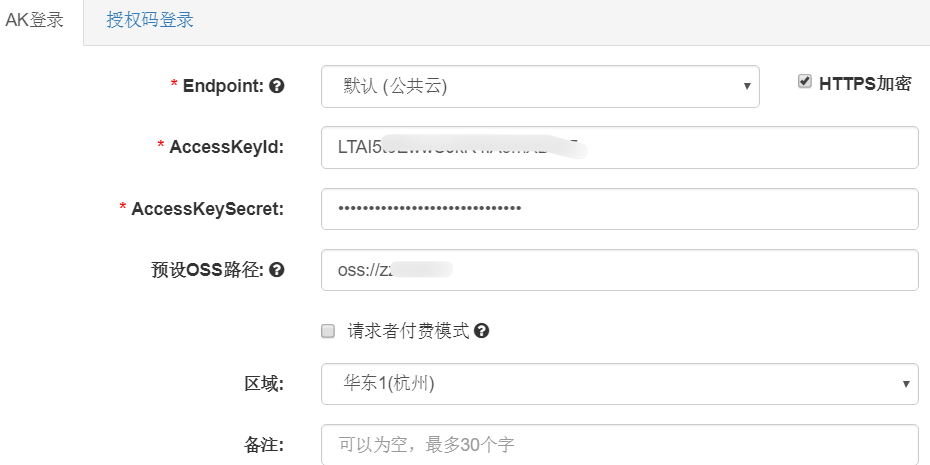 AK登录 授权码登录
* Endpoint: 默认 (公共云) HTTPS加密
* AccessKeyId: LTAI5
* AccessKeySecret: ••••••••••••••••••••••••••••••
预设OSS路径: oss://z
请求者付费模式
区域: 华东1(杭州)
备注: 可以为空，最多30个字